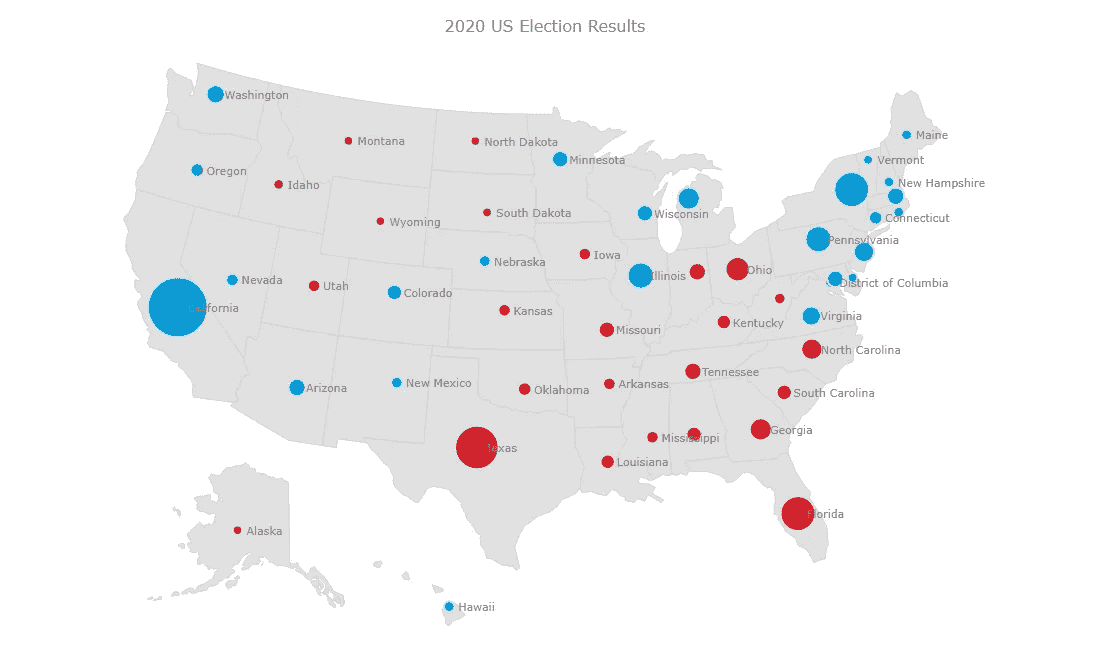 2020 US Election Results
Washington
Maine
Montana
North Dakota
Minnesota
Vermont
Oregon
Idaho
New Hampshire
South Dakota
Wisconsin
Wyoming
Connecticut
Pennsylvania
Iowa
Nebraska
Ohio
Illinois
Nevada
Utah
District of Columbia
Colorado
California
Kansas
Virginia
Kentucky
Missouri
North Carolina
Tennessee
New Mexico
Arkansas
Arizona
Oklahoma
South Carolina
Georgia
Mississippi
Texas
Louisiana
Florida
Alaska
Hawaii